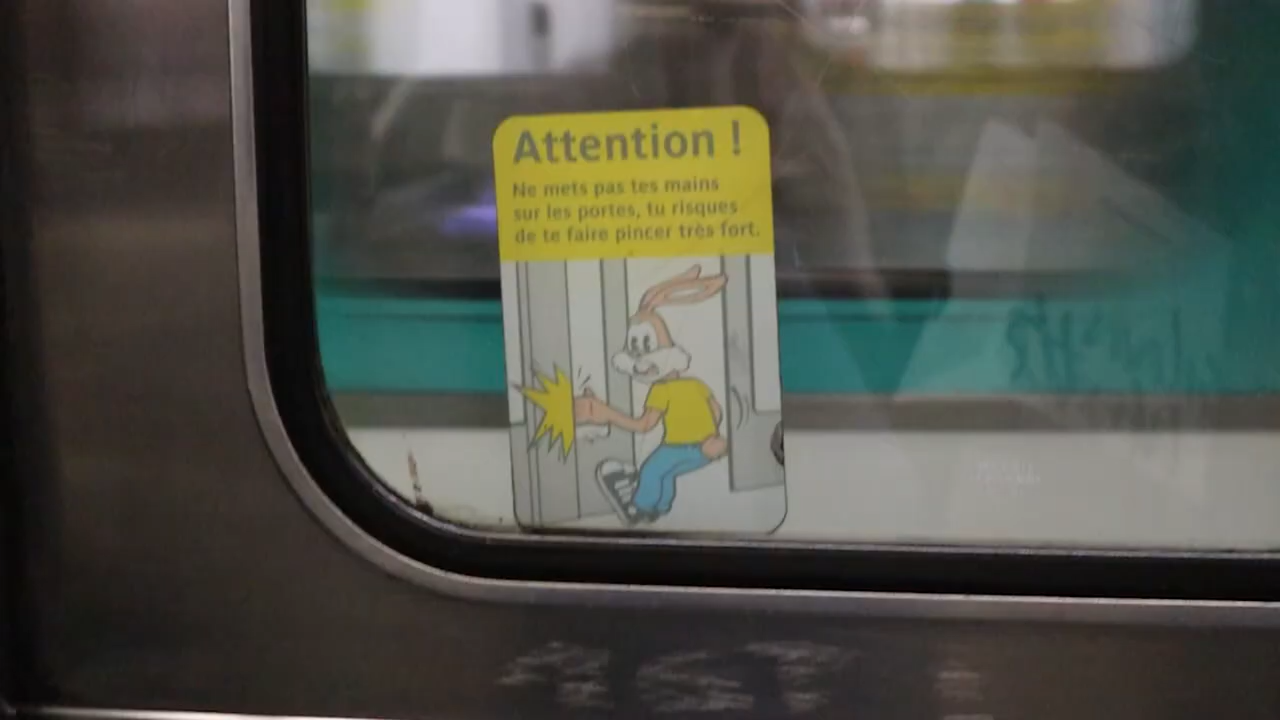 Attention !
Ne mets pas tes mains
sur les portes, tu risques
de te faire pincer très fort.